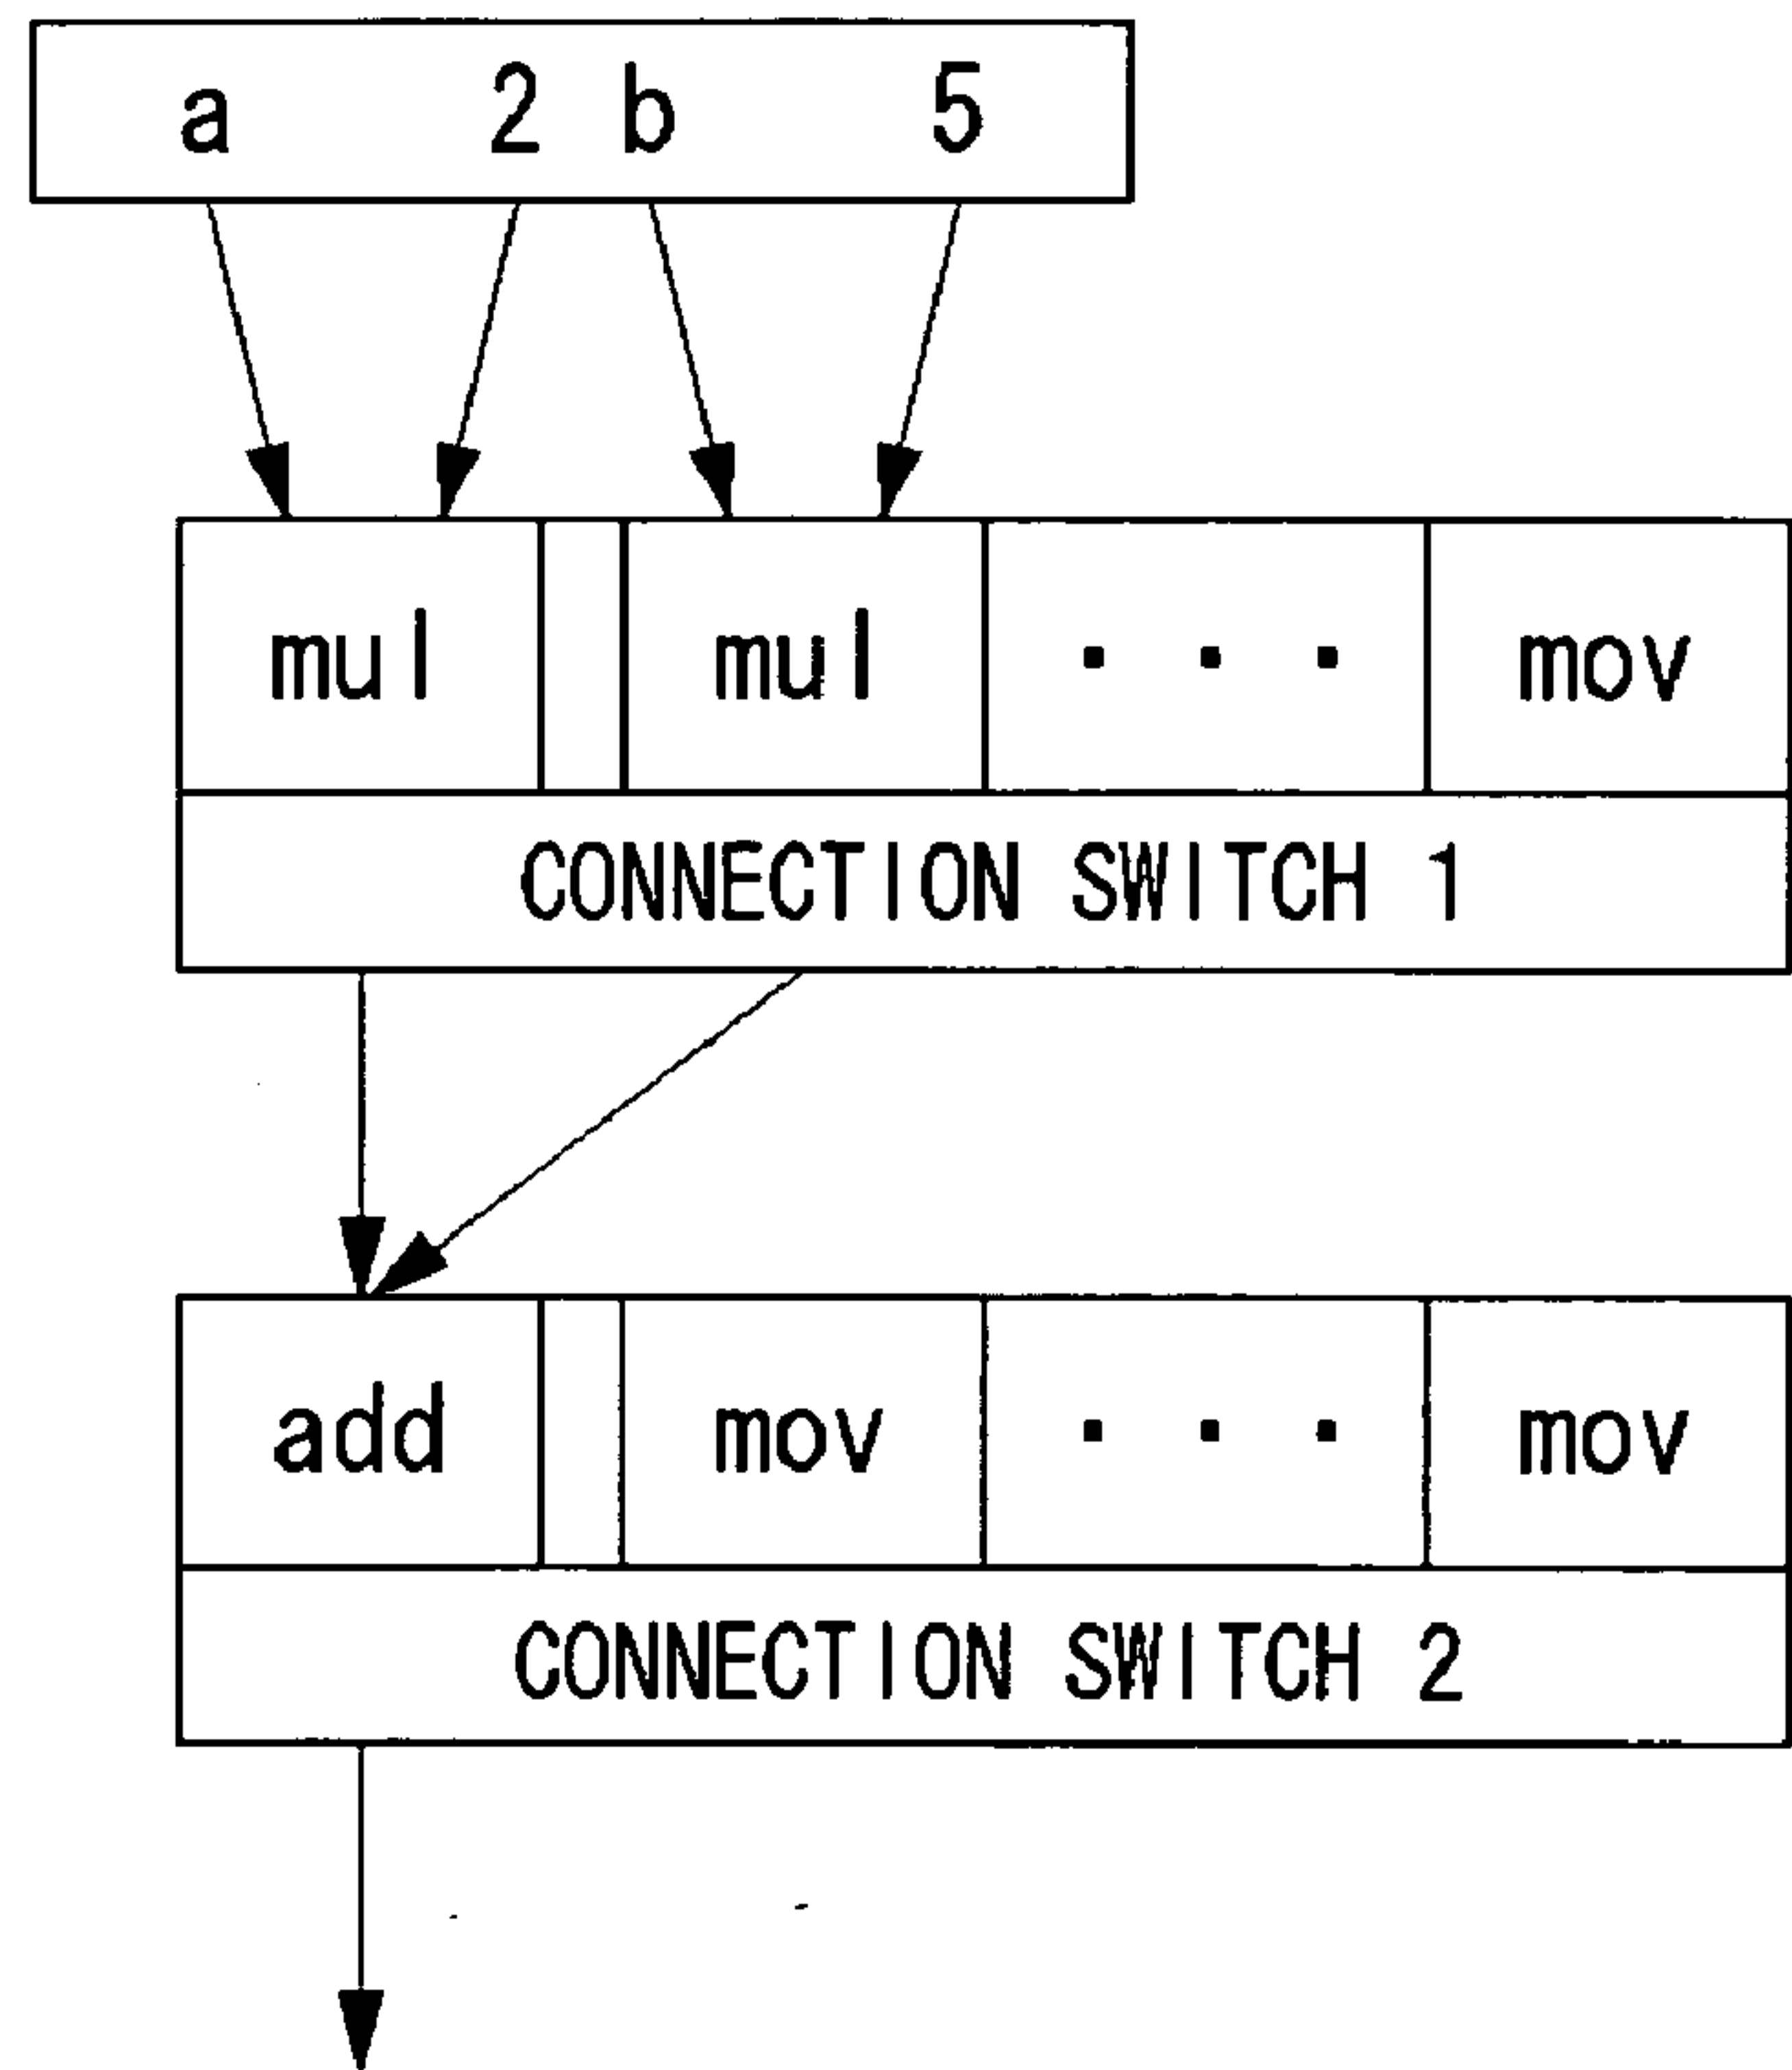 a 2 b 5
mul mul ・ ・ ・ mov
CONNECTION SWITCH 1
add mov ・ ・ ・ mov
CONNECTION SWITCH 2